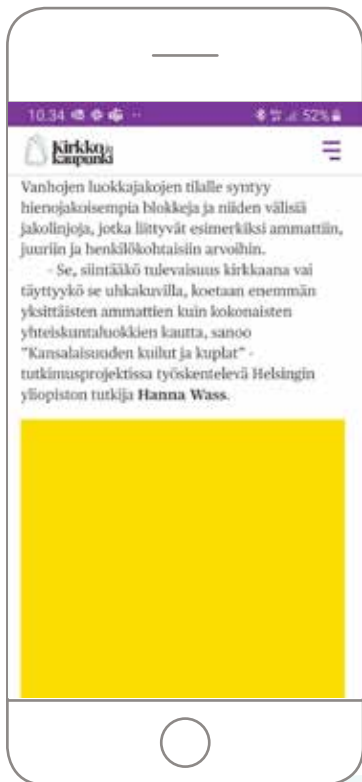 10.34
52%
Kirkko ja
kaupunki
Vanhojen luokkajakojen tilalle syntyy
hienojakoisempia blokkeja ja niiden välisiä
jakolinjoja, jotka liittyvät esimerkiksi ammattiin,
juuriin ja henkilökohtaisiin arvoihin.
- Se, siintääkö tulevaisuus kirkkaana vai
täyttyykö se uhkakuvilla, koetaan enemmän
yksittäisten ammattien kuin kokonaisten
yhteiskuntaluokkien kautta, sanoo
"Kansalaisuuden kuilut ja kuplat" -
tutkimusprojektissa työskentelevä Helsingin
yliopiston tutkija Hanna Wass.